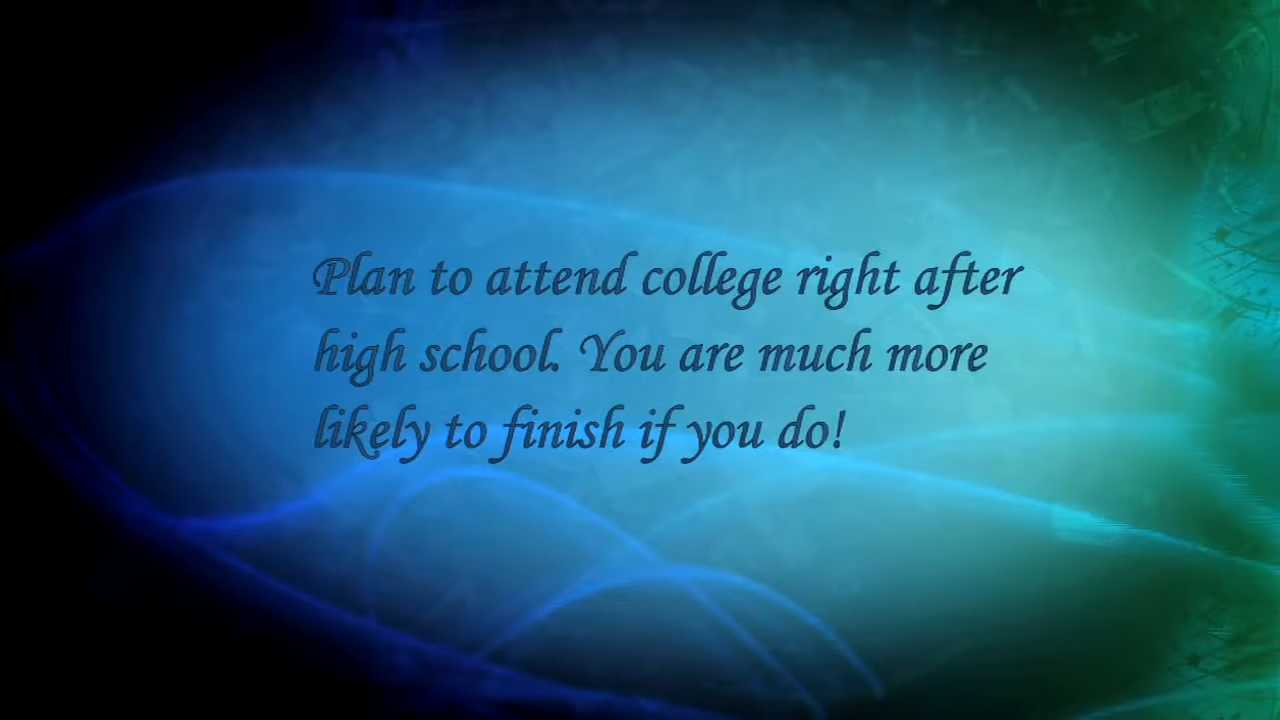 Plan to attend college right after
high school. You are much more
likely to finish if you do!